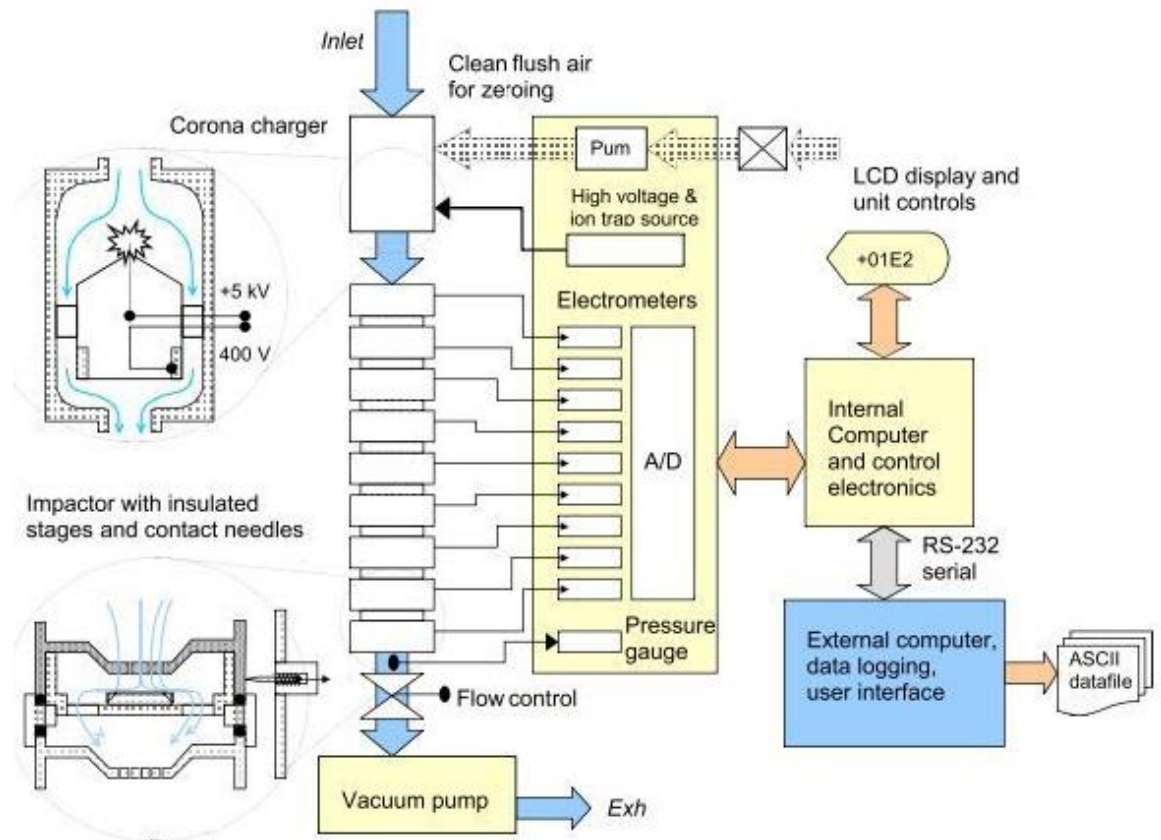 Inlet
Clean flush air
for zeroing
Corona charger
Pum
LCD display and
unit controls
High voltage &
ion trap source
+01E2
+5 kV
400 V
Electrometers
A/D
Internal
Computer
and control
electronics
Impactor with insulated
stages and contact needles
RS-232
serial
Pressure
gauge
External computer,
data logging,
user interface
ASCII
datafile
Flow control
Vacuum pump
Exh